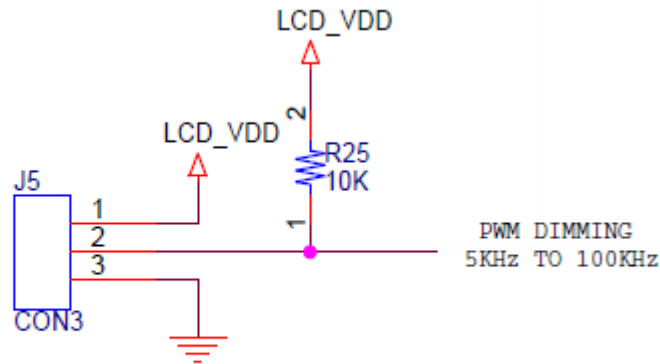 LCD_VDD
2
LCD_VDD
R25
10K
J5
1
1
2
PWM DIMMING
3
5KHz TO 100KHz
CON3